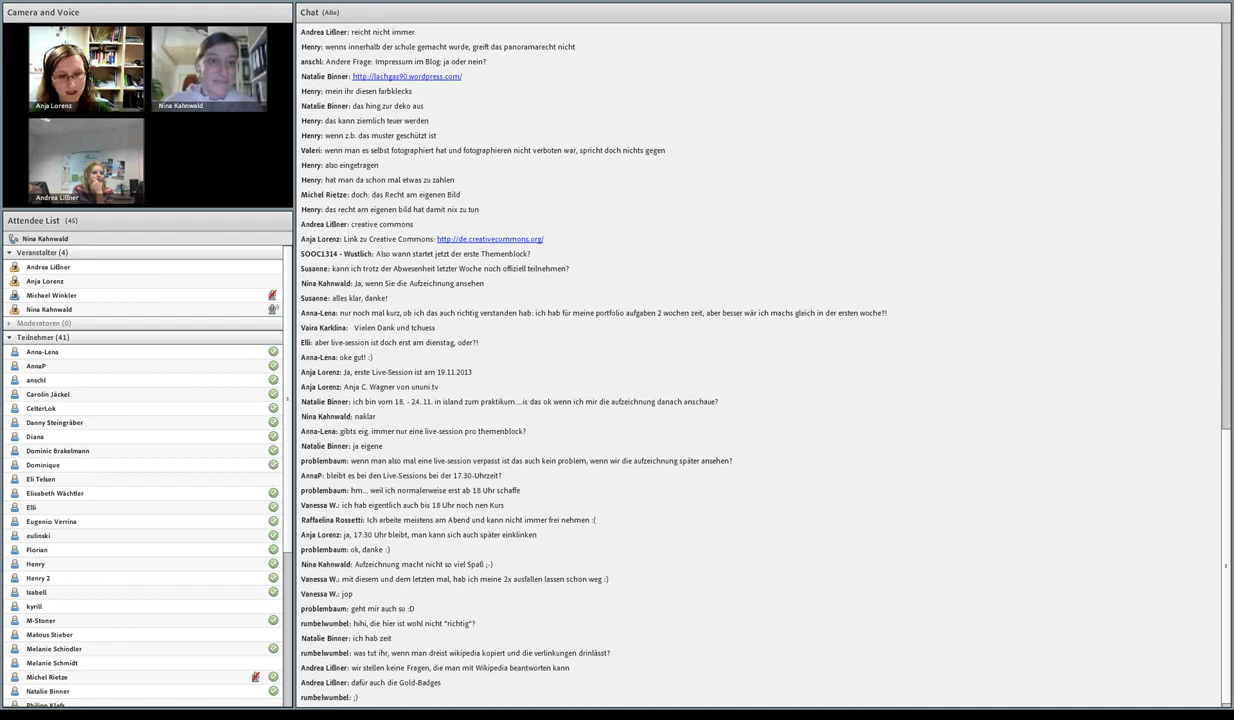 Camera and Voice
Anja Lorenz
Nina Kahnwald
Andrea Lißner
Attendee List (45)
Nina Kahnwald
Veranstalter (4)
Andrea Lißner
Anja Lorenz
Michael Winkler
Nina Kahnwald
Moderatoren (0)
Teilnehmer (41)
Anna-Lena
AnnaP
anschl
Carolin Jäckel
CelterLok
Danny Steingräber
Diana
Dominic Brakelmann
Dominique
Eli Telsen
Elisabeth Wächtler
Elli
Eugenio Verrina
eulinski
Florian
Henry
Henry 2
Isabell
kyrill
M-Stoner
Matous Stieber
Melanie Schindler
Melanie Schmidt
Michel Rietze
Natalie Binner
Philipp Klafs
Chat (Alle)
Andrea Lißner: reicht nicht immer
Henry: wenns innerhalb der schule gemacht wurde, greift das panoramarecht nicht
anschl: Andere Frage: Impressum im Blog: ja oder nein?
Natalie Binner: http://lachgas90.wordpress.com/
Henry: mein ihr diesen farbklecks
Natalie Binner: das hing zur deko aus
Henry: das kann ziemlich teuer werden
Henry: wenn z.b. das muster geschützt ist
Valeri: wenn man es selbst fotographiert hat und fotographieren nicht verboten war, spricht doch nichts gegen
Henry: also eingetragen
Henry: hat man da schon mal etwas zu zahlen
Michel Rietze: doch: das Recht am eigenen Bild
Henry: das recht am eigenen bild hat damit nix zu tun
Andrea Lißner: creative commons
Anja Lorenz: Link zu Creative Commons: http://de.creativecommons.org/
SOOC1314 - Wustlich: Also wann startet jetzt der erste Themenblock?
Susanne: kann ich trotz der Abwesenheit letzter Woche noch offiziell teilnehmen?
Nina Kahnwald: Ja, wenn Sie die Aufzeichnung ansehen
Susanne: alles klar, danke!
Anna-Lena: nur noch mal kurz, ob ich das auch richtig verstanden hab: ich hab für meine portfolio aufgaben 2 wochen zeit, aber besser wär ich machs gleich in der ersten woche?!
Vaira Karklina: Vielen Dank und tchuess
Elli: aber live-session ist doch erst am dienstag, oder?!
Anna-Lena: oke gut! :)
Anja Lorenz: Ja, erste Live-Session ist am 19.11.2013
Anja Lorenz: Anja C. Wagner von ununi.tv
Natalie Binner: ich bin vom 18. - 24..11. in island zum praktikum....is das ok wenn ich mir die aufzeichnung danach anschaue?
Nina Kahnwald: naklar
Anna-Lena: gibts eig. immer nur eine live-session pro themenblock?
Natalie Binner: ja eigene
problembaum: wenn man also mal eine live-session verpasst ist das auch kein problem, wenn wir die aufzeichnung später ansehen?
AnnaP: bleibt es bei den Live-Sessions bei der 17.30-Uhrzeit?
problembaum: hm... weil ich normalerweise erst ab 18 Uhr schaffe
Vanessa W.: ich hab eigentlich auch bis 18 Uhr noch nen Kurs
Raffaelina Rossetti: Ich arbeite meistens am Abend und kann nicht immer frei nehmen :(
Anja Lorenz: ja, 17:30 Uhr bleibt, man kann sich auch später einklinken
problembaum: ok, danke :)
Nina Kahnwald: Aufzeichnung macht nicht so viel Spaß ;-)
Vanessa W.: mit diesem und dem letzten mal, hab ich meine 2x ausfallen lassen schon weg :)
Vanessa W.: jop
problembaum: geht mir auch so :D
rumbelwumbel: hihi, die hier ist wohl nicht "richtig"?
Natalie Binner: ich hab zeit
rumbelwumbel: was tut ihr, wenn man dreist wikipedia kopiert und die verlinkungen drinlässt?
Andrea Lißner: wir stellen keine Fragen, die man mit Wikipedia beantworten kann
Andrea Lißner: dafür auch die Gold-Badges
rumbelwumbel: ;)